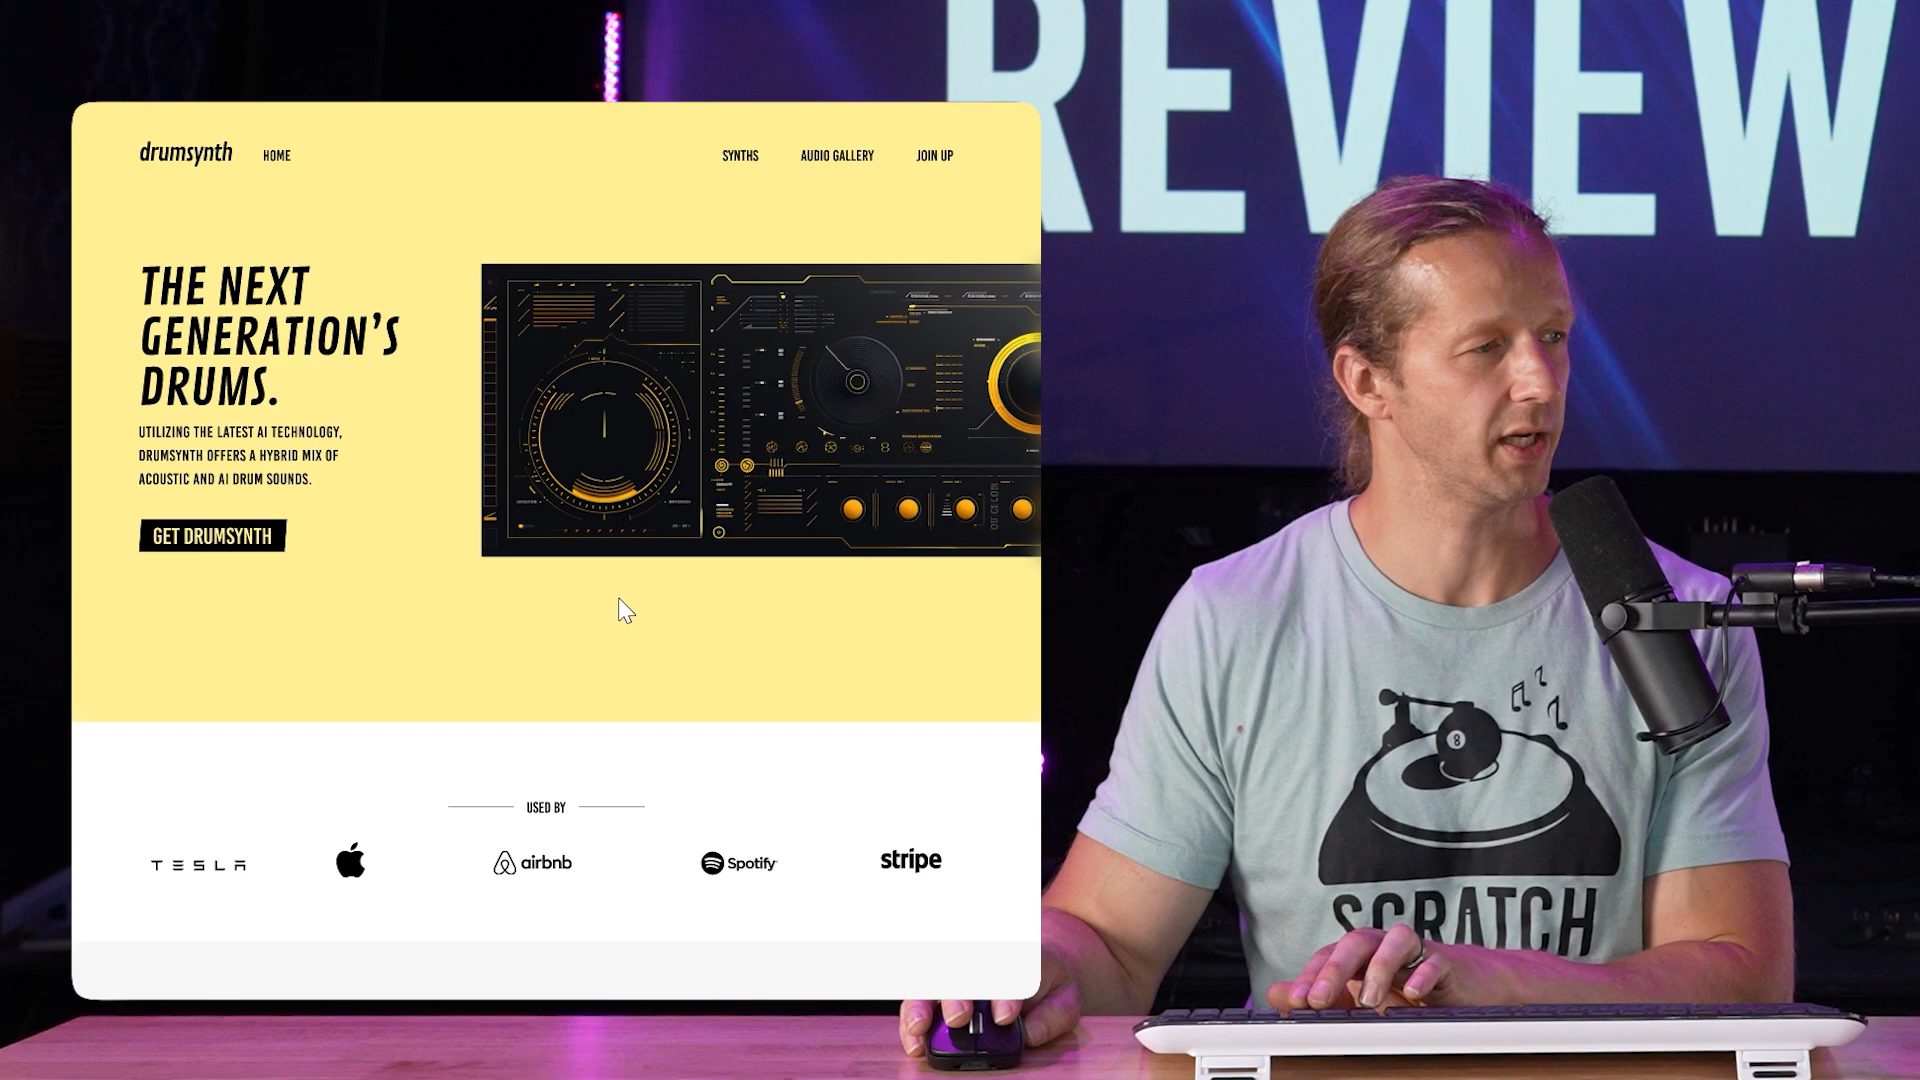 REVIEW
drumsynth
HOME
SYNTHS
AUDIO GALLERY
JOIN UP
THE NEXT
GENERATION'S
DRUMS.
UTILIZING THE LATEST AI TECHNOLOGY,
DRUMSYNTH OFFERS A HYBRID MIX OF
ACOUSTIC AND AI DRUM SOUNDS.
GET DRUMSYNTH
USED BY
TESLA
airbnb
Spotify
stripe
8
SCRATCH